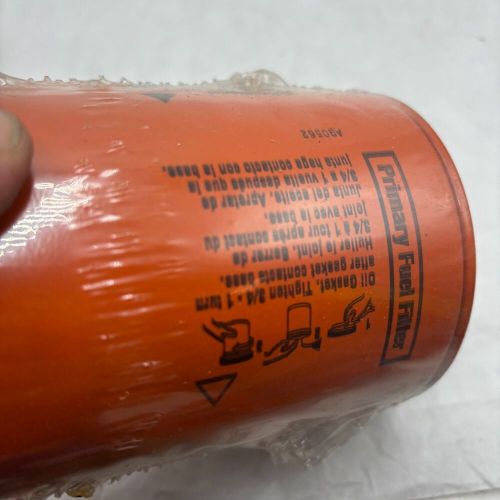 Primary Fuel Filter
Oil Gasket. Tighten 3/4 - 1 turn
after gasket contacts base.
Huiler le joint. Serrer de
3/4 à 1 tour après contact du
joint avec la base.
Junta del aceite. Apretar de
3/4 a 1 vuelta después que la
junta haga contacto con la base.
A90562